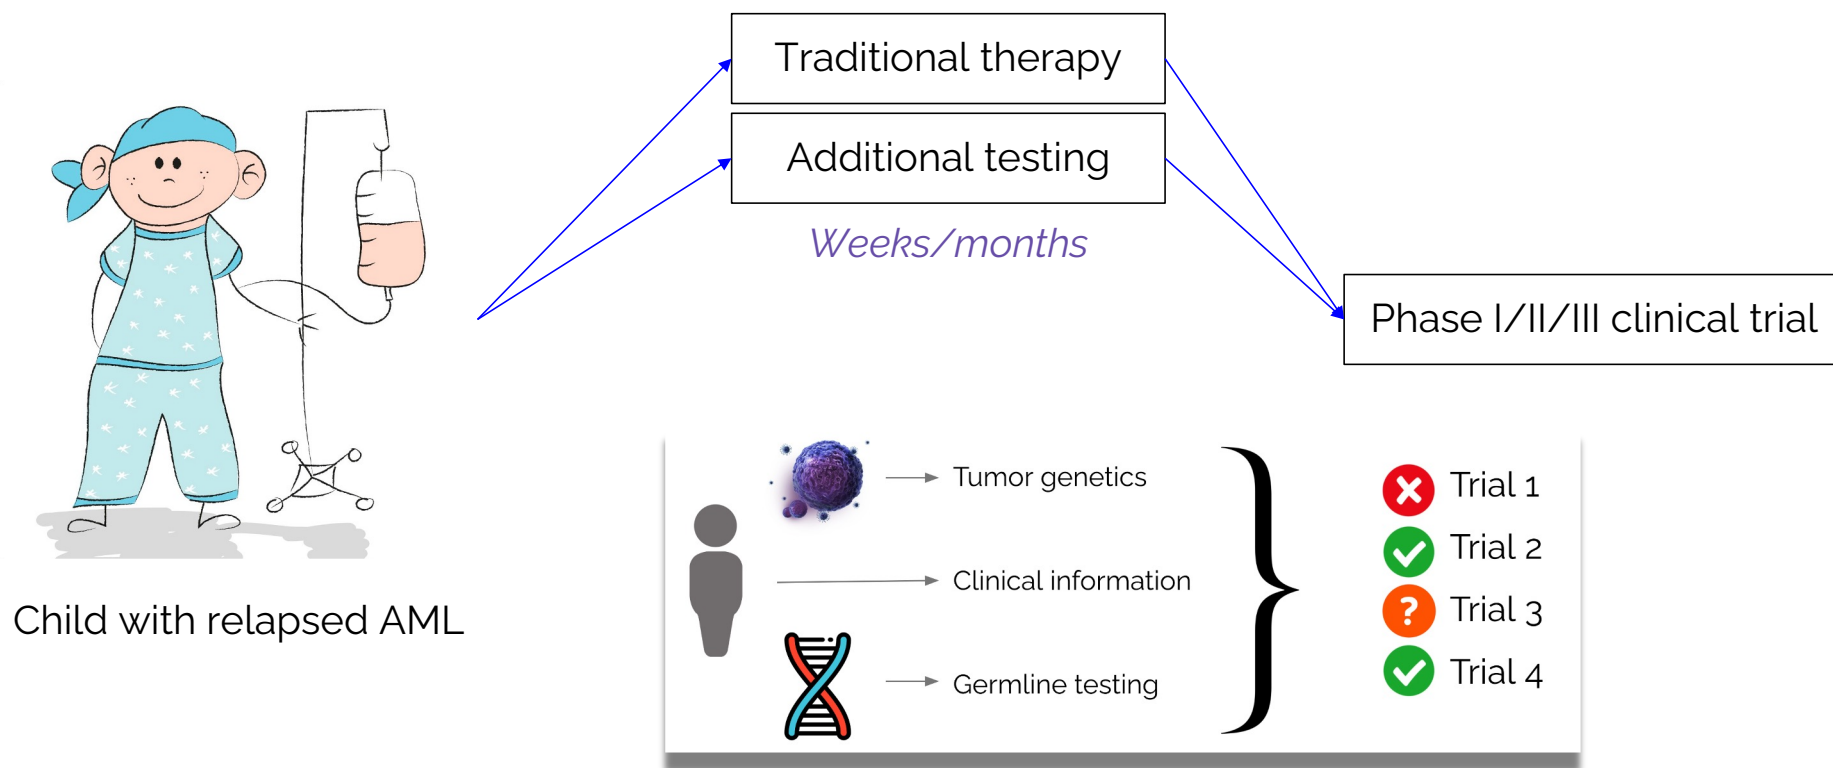 Traditional therapy
Additional testing
Weeks/months
Phase I/II/III clinical trial
Child with relapsed AML
Tumor genetics
Clinical information
Germline testing
Trial 1
Trial 2
?
Trial 3
Trial 4